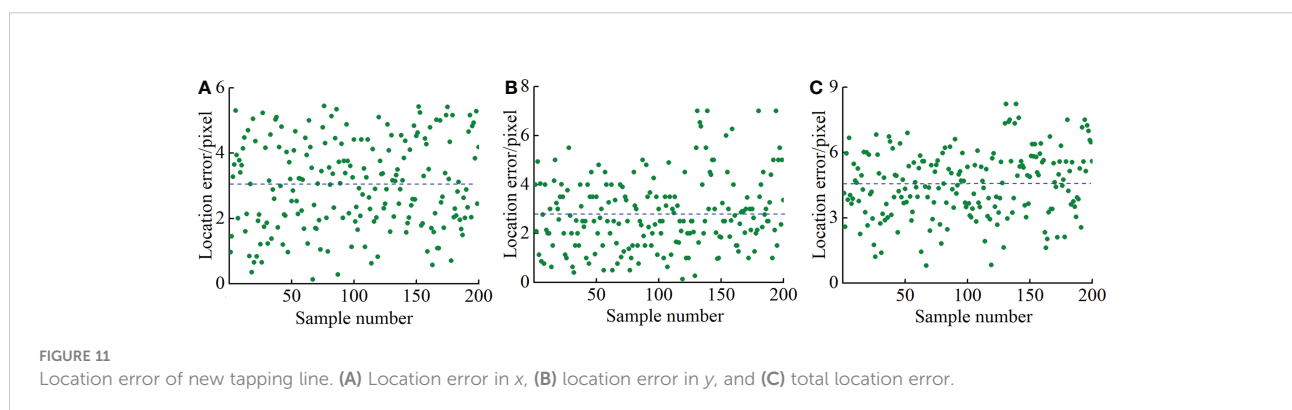 A
Location error/pixel
6
4
2
0
50
100
150
200
Sample number
B
Location error/pixel
8
6
4
2
0
50
100
150
200
Sample number
C
Location error/pixel
9
6
3
0
50
100
150
200
Sample number
FIGURE 11
Location error of new tapping line. (A) Location error in x, (B) location error in y, and (C) total location error.